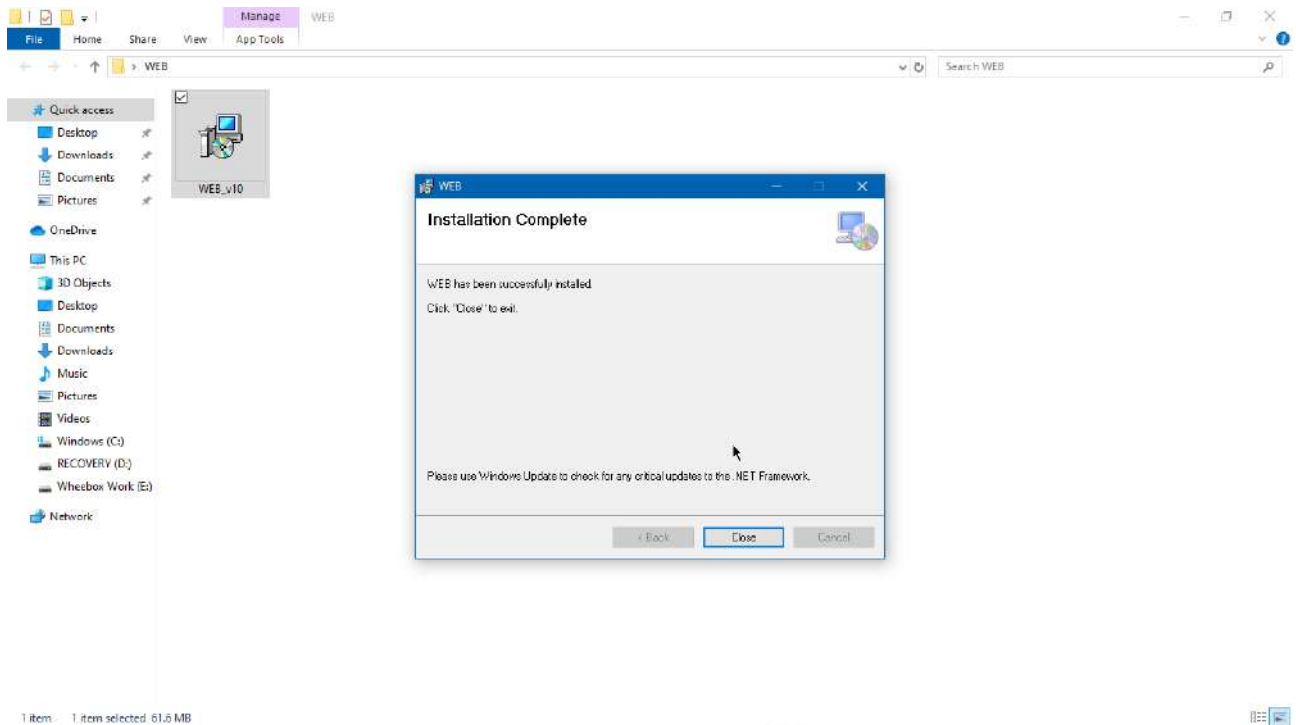 Manage
WEB
File
Home
Share
View
App Tools
WEB
Search WEB
Quick access
Desktop
Downloads
Documents
Pictures
OneDrive
This PC
3D Objects
Desktop
Documents
Downloads
Music
Pictures
Videos
Windows (C:)
RECOVERY (D:)
Wheebox Work (E:)
Network
WEB_v10
WEB
Installation Complete
WEB has been successfully installed.
Click "Close" to exit.
Please use Windows Update to check for any critical updates to the .NET Framework.
< Back
Close
Cancel
1 item
1 item selected 61.6 MB